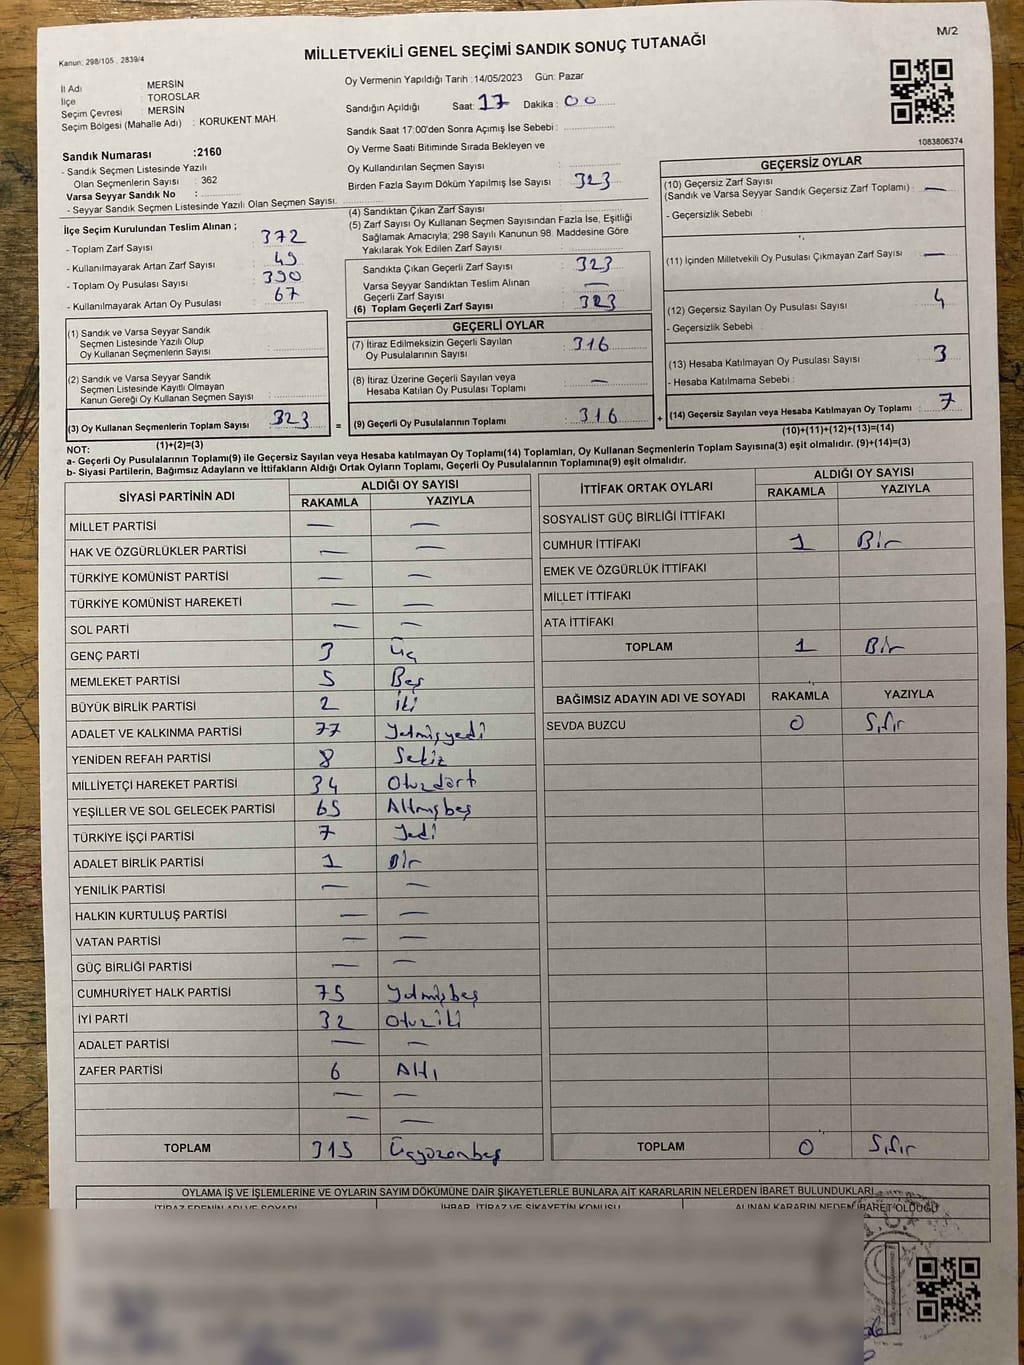 M/2
Kanun: 298/105 . 2839/4
MİLLETVEKİLİ GENEL SEÇİMİ SANDIK SONUÇ TUTANAĞI
İl Adı : MERSİN
İlçe TOROSLAR
Seçim Çevresi : MERSİN
Seçim Bölgesi (Mahalle Adı) : KORUKENT MAH.
Oy Vermenin Yapıldığı Tarih :14/05/2023 Gün: Pazar
Sandığın Açıldığı Saat: 17 Dakika : 00
Sandık Saat 17:00'den Sonra Açımış İse Sebebi :
Oy Verme Saati Bitiminde Sırada Bekleyen ve
Oy Kullandırılan Seçmen Sayısı
Birden Fazla Sayım Döküm Yapılmış İse Sayısı : 323
1083806374
Sandık Numarası :2160
- Sandık Seçmen Listesinde Yazılı
Olan Seçmenlerin Sayısı : 362
Varsa Seyyar Sandık No :
- Seyyar Sandık Seçmen Listesinde Yazılı Olan Seçmen Sayısı.
İlçe Seçim Kurulundan Teslim Alınan ;
- Toplam Zarf Sayısı : 372
- Kullanılmayarak Artan Zarf Sayısı : 49
- Toplam Oy Pusulası Sayısı : 390
- Kullanılmayarak Artan Oy Pusulası : 67
(1) Sandık ve Varsa Seyyar Sandık
Seçmen Listesinde Yazılı Olup
Oy Kullanan Seçmenlerin Sayısı :
(2) Sandık ve Varsa Seyyar Sandık
Seçmen Listesinde Kayıtlı Olmayan
Kanun Gereği Oy Kullanan Seçmen Sayısı :
(3) Oy Kullanan Seçmenlerin Toplam Sayısı : 323
(1)+(2)=(3)
(4) Sandıktan Çıkan Zarf Sayısı :
(5) Zarf Sayısı Oy Kullanan Seçmen Sayısından Fazla İse, Eşitliği
Sağlamak Amacıyla; 298 Sayılı Kanunun 98. Maddesine Göre
Yakılarak Yok Edilen Zarf Sayısı :
Sandıkta Çıkan Geçerli Zarf Sayısı : 323
Varsa Seyyar Sandıktan Teslim Alınan
Geçerli Zarf Sayısı : —
(6) Toplam Geçerli Zarf Sayısı : 323
GEÇERLİ OYLAR
(7) İtiraz Edilmeksizin Geçerli Sayılan
Oy Pusulalarının Sayısı : 316
(8) İtiraz Üzerine Geçerli Sayılan veya
Hesaba Katılan Oy Pusulası Toplamı : —
= (9) Geçerli Oy Pusulalarının Toplamı : 316 +
GEÇERSİZ OYLAR
(10) Geçersiz Zarf Sayısı
(Sandık ve Varsa Seyyar Sandık Geçersiz Zarf Toplamı) : —
- Geçersizlik Sebebi :
(11) İçinden Milletvekili Oy Pusulası Çıkmayan Zarf Sayısı : —
(12) Geçersiz Sayılan Oy Pusulası Sayısı : 4
- Geçersizlik Sebebi :
(13) Hesaba Katılmayan Oy Pusulası Sayısı : 3
- Hesaba Katılmama Sebebi :
(14) Geçersiz Sayılan veya Hesaba Katılmayan Oy Toplamı : 7
(10)+(11)+(12)+(13)=(14)
NOT:
a- Geçerli Oy Pusulalarının Toplamı(9) ile Geçersiz Sayılan veya Hesaba katılmayan Oy Toplamı(14) Toplamları, Oy Kullanan Seçmenlerin Toplam Sayısına(3) eşit olmalıdır. (9)+(14)=(3)
b- Siyasi Partilerin, Bağımsız Adayların ve İttifakların Aldığı Ortak Oyların Toplamı, Geçerli Oy Pusulalarının Toplamına(9) eşit olmalıdır.
SİYASİ PARTİNİN ADI ALDIĞI OY SAYISI
RAKAMLA YAZIYLA
MİLLET PARTİSİ — —
HAK VE ÖZGÜRLÜKLER PARTİSİ — —
TÜRKİYE KOMÜNİST PARTİSİ — —
TÜRKİYE KOMÜNİST HAREKETİ — —
SOL PARTİ — —
GENÇ PARTİ 3 Üç
MEMLEKET PARTİSİ 5 Beş
BÜYÜK BİRLİK PARTİSİ 2 iki
ADALET VE KALKINMA PARTİSİ 77 Yetmişyedi
YENİDEN REFAH PARTİSİ 8 Sekiz
MİLLİYETÇİ HAREKET PARTİSİ 34 Otuzdört
YEŞİLLER VE SOL GELECEK PARTİSİ 65 Altmışbeş
TÜRKİYE İŞÇİ PARTİSİ 7 Yedi
ADALET BİRLİK PARTİSİ 1 Bir
YENİLİK PARTİSİ — —
HALKIN KURTULUŞ PARTİSİ — —
VATAN PARTİSİ — —
GÜÇ BİRLİĞİ PARTİSİ — —
CUMHURİYET HALK PARTİSİ 75 Yetmişbeş
İYİ PARTİ 32 Otuziki
ADALET PARTİSİ — —
ZAFER PARTİSİ 6 Altı
— —
— —
TOPLAM 315 Üçyüzonbeş
İTTİFAK ORTAK OYLARI ALDIĞI OY SAYISI
RAKAMLA YAZIYLA
SOSYALİST GÜÇ BİRLİĞİ İTTİFAKI
CUMHUR İTTİFAKI 1 Bir
EMEK VE ÖZGÜRLÜK İTTİFAKI
MİLLET İTTİFAKI
ATA İTTİFAKI
TOPLAM 1 Bir
BAĞIMSIZ ADAYIN ADI VE SOYADI RAKAMLA YAZIYLA
SEVDA BUZCU 0 Sıfır
TOPLAM 0 Sıfır
OYLAMA İŞ VE İŞLEMLERİNE VE OYLARIN SAYIM DÖKÜMÜNE DAİR ŞİKAYETLERLE BUNLARA AİT KARARLARIN NELERDEN İBARET BULUNDUKLARI
İTİRAZ EDENİN ADI VE SOYADI İHBAR, İTİRAZ VE ŞİKAYETİN KONUSU ALINAN KARARIN NEDEN İBARET OLDUĞU